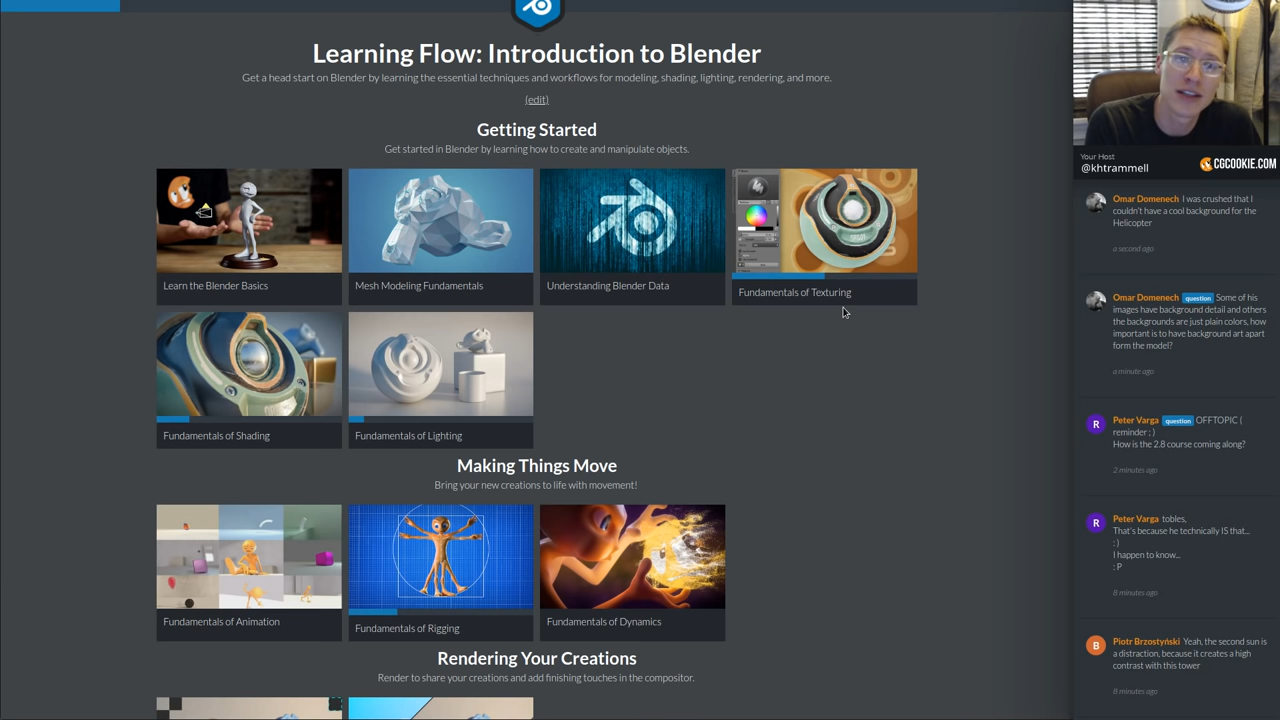 Learning Flow: Introduction to Blender
Get a head start on Blender by learning the essential techniques and workflows for modeling, shading, lighting, rendering, and more.
(edit)
Getting Started
Get started in Blender by learning how to create and manipulate objects.
Learn the Blender Basics
Mesh Modeling Fundamentals
Understanding Blender Data
Fundamentals of Texturing
Fundamentals of Shading
Fundamentals of Lighting
Making Things Move
Bring your new creations to life with movement!
Fundamentals of Animation
Fundamentals of Rigging
Fundamentals of Dynamics
Rendering Your Creations
Render to share your creations and add finishing touches in the compositor.
Your Host
@khtrammell
CGCOOKIE.COM
Omar Domenech I was crushed that I
couldn't have a cool background for the
Helicopter
a second ago
Omar Domenech question Some of his
images have background detail and others
the backgrounds are just plain colors, how
important is to have background art apart
form the model?
a minute ago
R
Peter Varga question OFFTOPIC (
reminder ; )
How is the 2.8 course coming along?
2 minutes ago
R
Peter Varga tobles,
That's because he technically IS that...
: )
I happen to know...
; P
8 minutes ago
B
Piotr Brzostyński Yeah, the second sun is
a distraction, because it creates a high
contrast with this tower
8 minutes ago